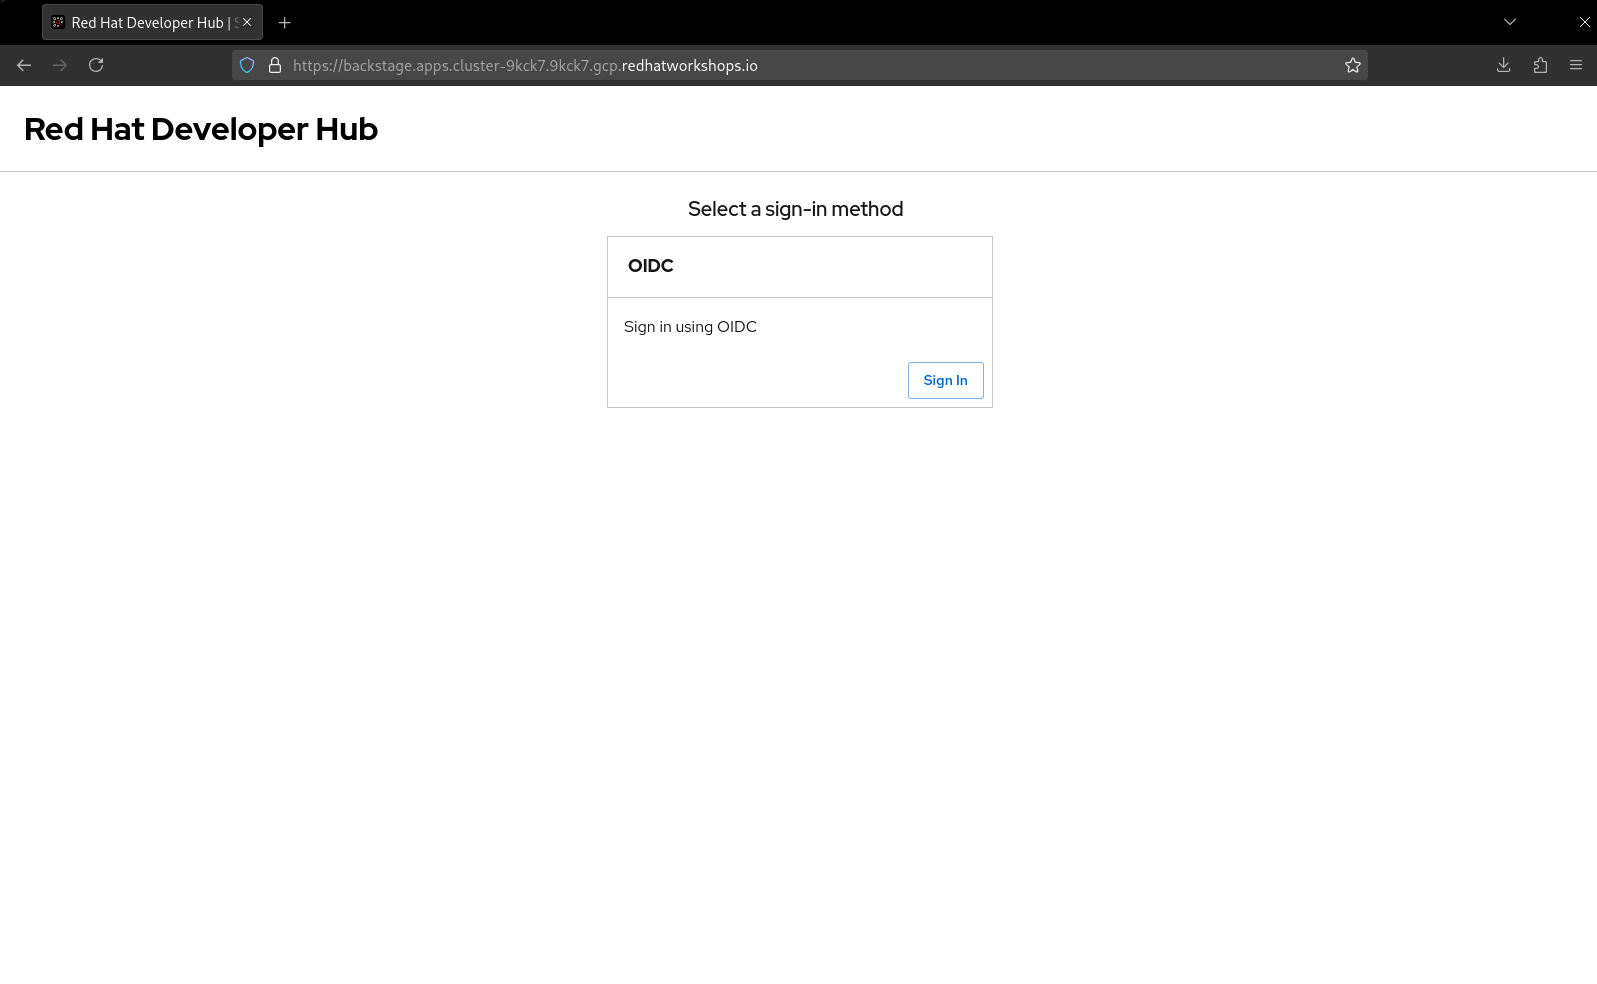 Red Hat Developer Hub |
https://backstage.apps.cluster-9kck7.9kck7.gcp.redhatworkshops.io
Red Hat Developer Hub
Select a sign-in method
OIDC
Sign in using OIDC
Sign In